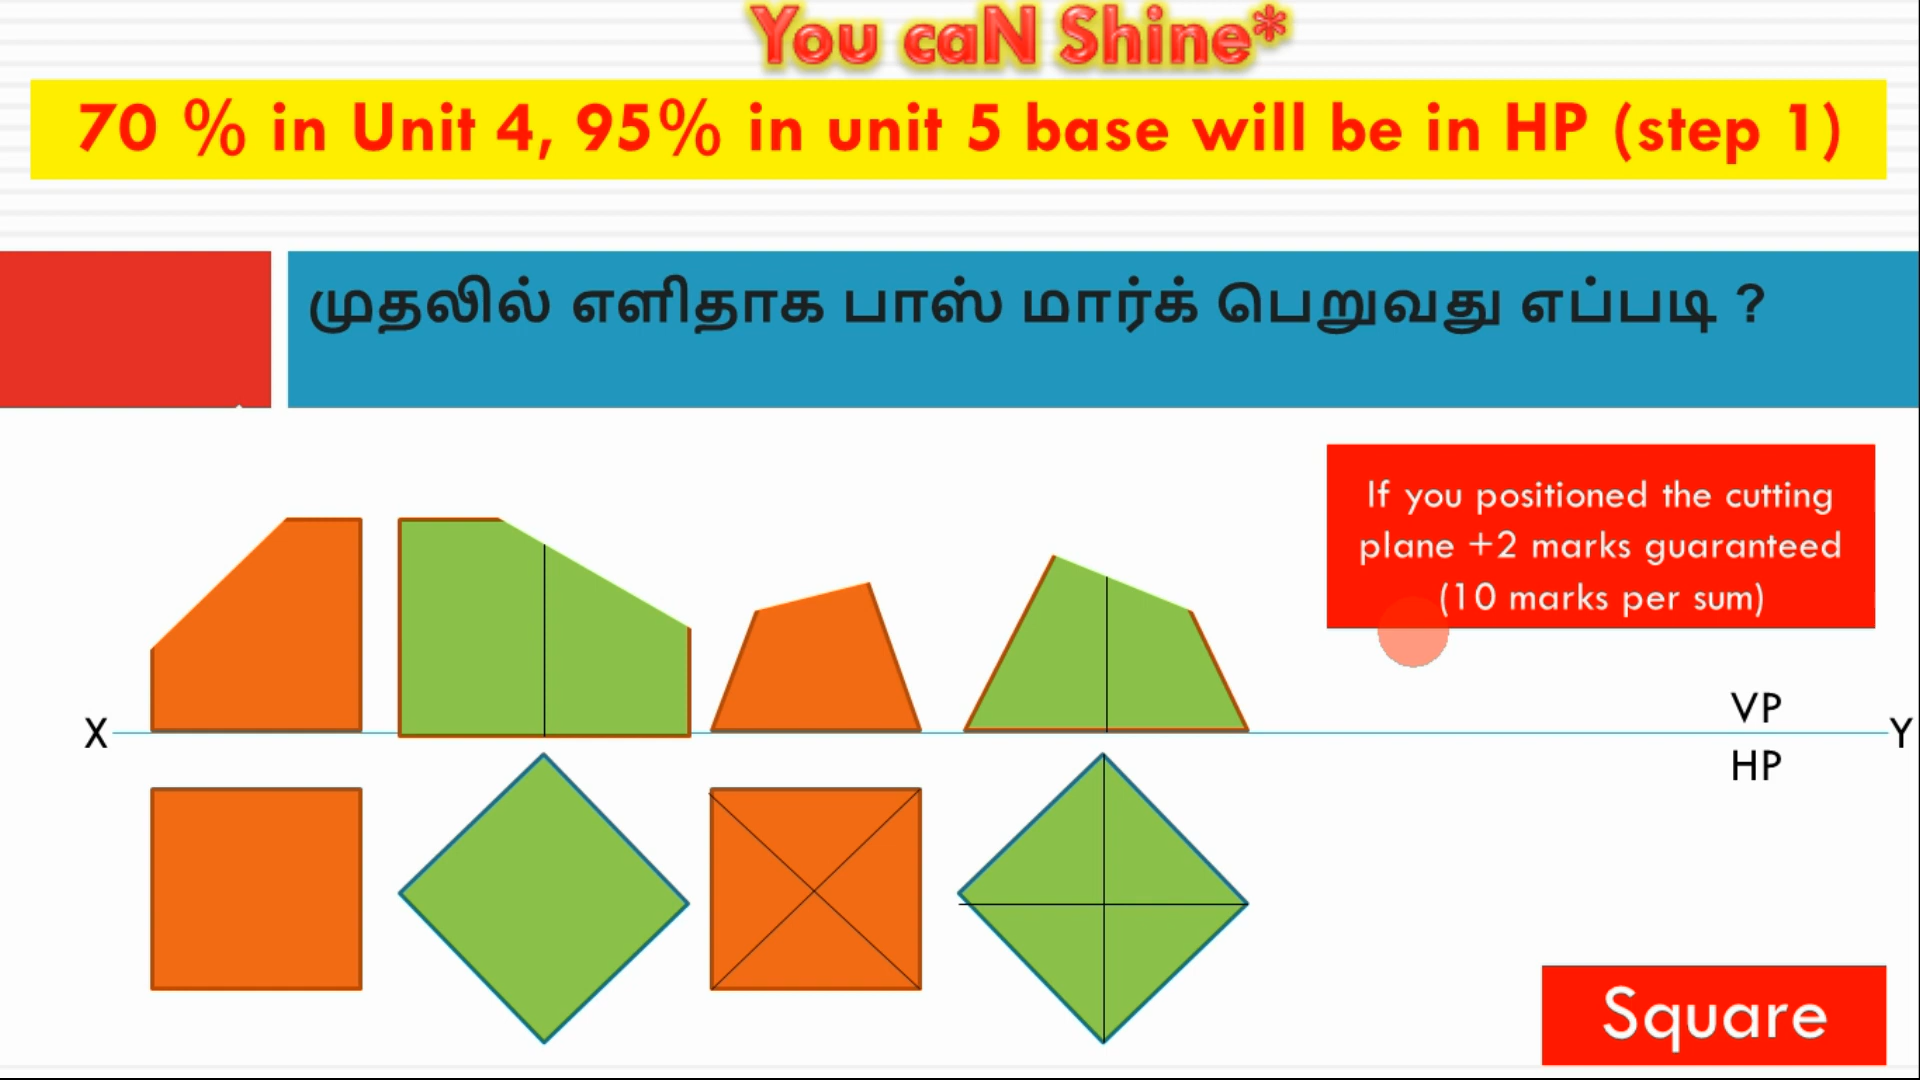 You caN Shine*
70 % in Unit 4, 95% in unit 5 base will be in HP (step 1)
முதலில் எளிதாக பாஸ் மார்க் பெறுவது எப்படி ?
If you positioned the cutting
plane +2 marks guaranteed
(10 marks per sum)
VP
X
Y
HP
Square